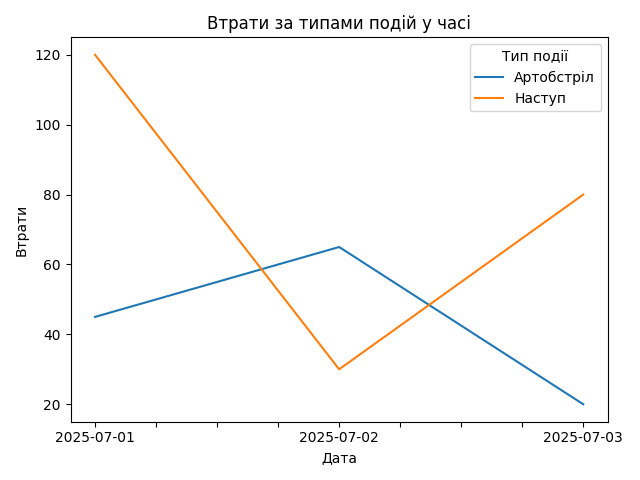 Втрати за типами подій у часі
Тип події
Артобстріл
Наступ
Втрати
120
100
80
60
40
20
2025-07-01
2025-07-02
2025-07-03
Дата